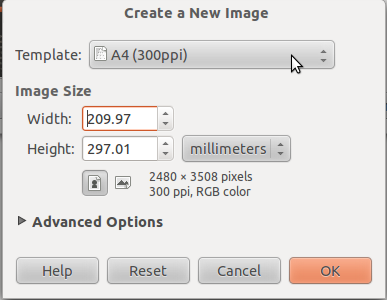 Create a New Image
Template: A4 (300ppi)
Image Size
Width: 209.97
Height: 297.01 millimeters
2480 × 3508 pixels
300 ppi, RGB color
Advanced Options
Help Reset Cancel OK